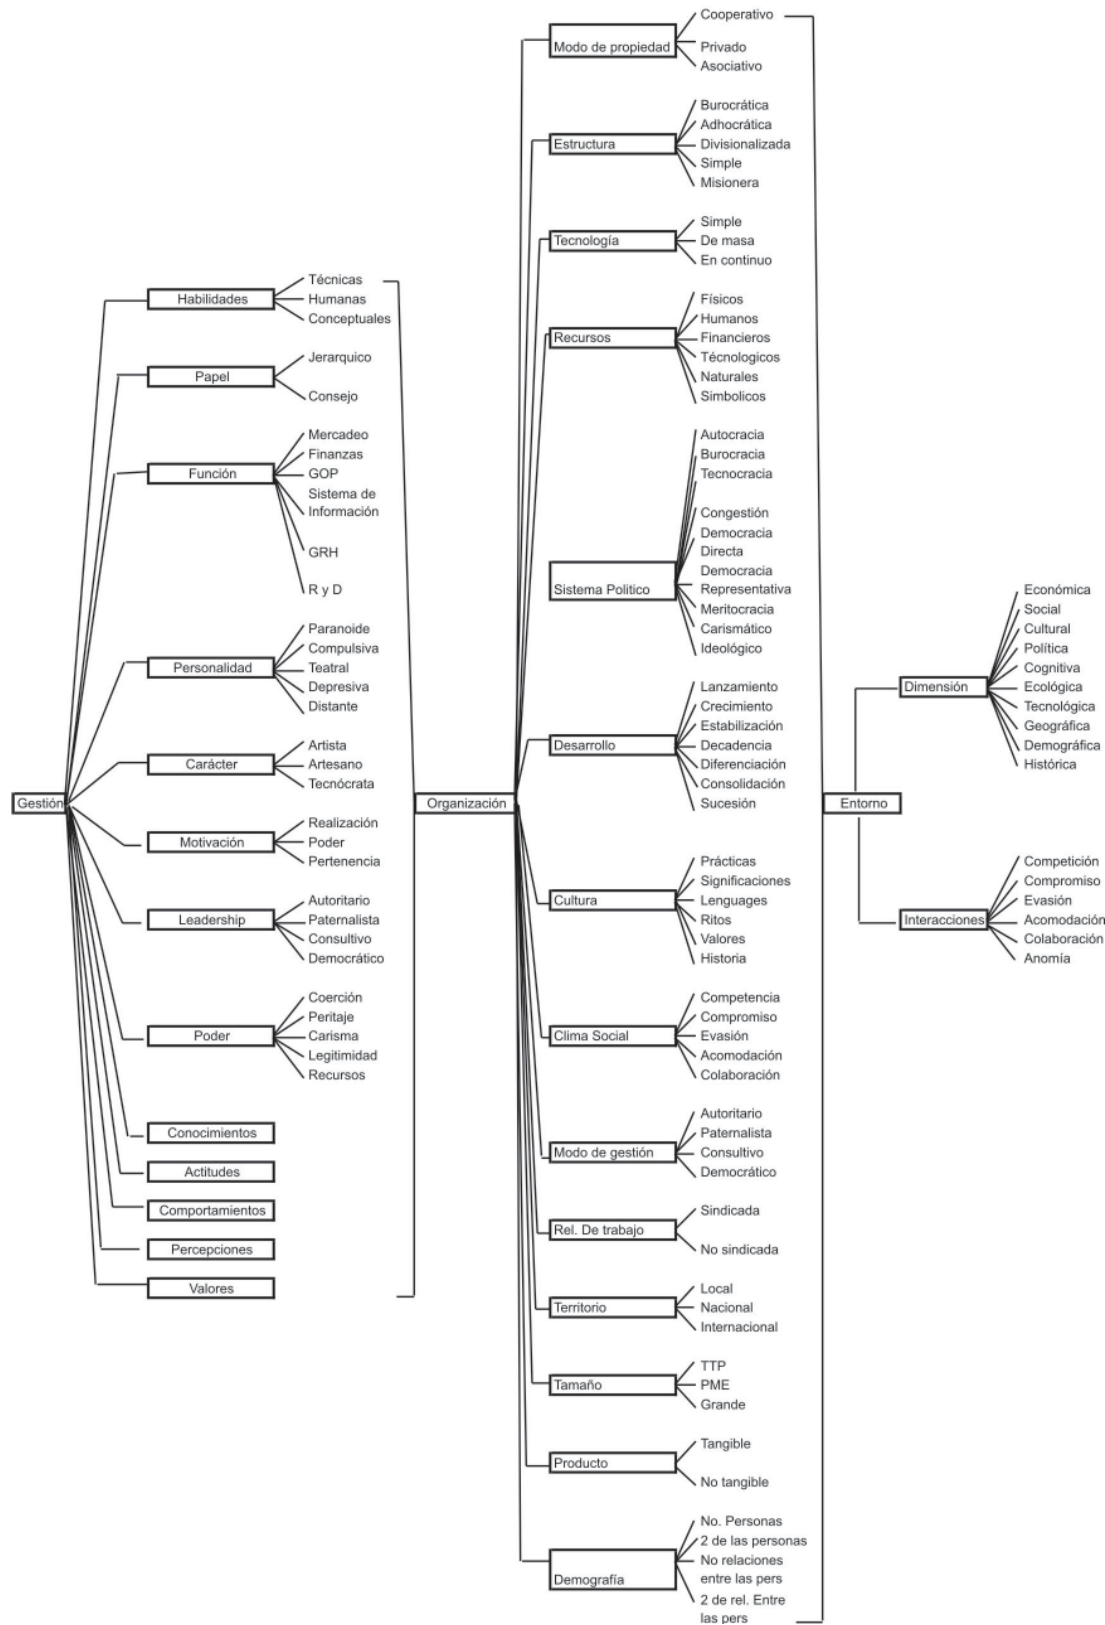 Gestión
Habilidades
Técnicas
Humanas
Conceptuales
Papel
Jerarquico
Consejo
Función
Mercadeo
Finanzas
GOP
Sistema de
Información
GRH
R y D
Personalidad
Paranoide
Compulsiva
Teatral
Depresiva
Distante
Carácter
Artista
Artesano
Tecnócrata
Motivación
Realización
Poder
Pertenencia
Leadership
Autoritario
Paternalista
Consultivo
Democrático
Poder
Coerción
Peritaje
Carisma
Legitimidad
Recursos
Conocimientos
Actitudes
Comportamientos
Percepciones
Valores
Organización
Modo de propiedad
Cooperativo
Privado
Asociativo
Estructura
Burocrática
Adhocrática
Divisionalizada
Simple
Misionera
Tecnología
Simple
De masa
En continuo
Recursos
Físicos
Humanos
Financieros
Técnologicos
Naturales
Simbolicos
Sistema Politico
Autocracia
Burocracia
Tecnocracia
Congestión
Democracia
Directa
Democracia
Representativa
Meritocracia
Carismático
Ideológico
Desarrollo
Lanzamiento
Crecimiento
Estabilización
Decadencia
Diferenciación
Consolidación
Sucesión
Cultura
Prácticas
Significaciones
Lenguages
Ritos
Valores
Historia
Clima Social
Competencia
Compromiso
Evasión
Acomodación
Colaboración
Modo de gestión
Autoritario
Paternalista
Consultivo
Democrático
Rel. De trabajo
Sindicada
No sindicada
Territorio
Local
Nacional
Internacional
Tamaño
TTP
PME
Grande
Producto
Tangible
No tangible
Demografía
No. Personas
2 de las personas
No relaciones
entre las pers
2 de rel. Entre
las pers
Entorno
Dimensión
Económica
Social
Cultural
Política
Cognitiva
Ecológica
Tecnológica
Geográfica
Demográfica
Histórica
Interacciones
Competición
Compromiso
Evasión
Acomodación
Colaboración
Anomía